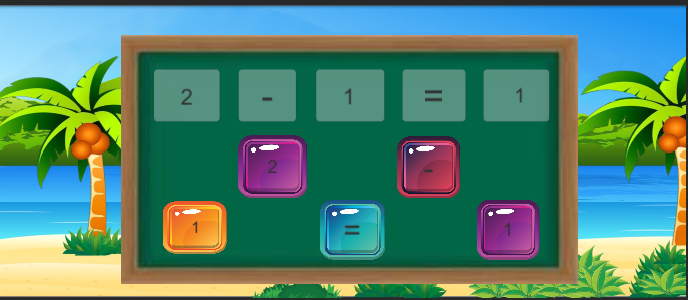 2 - 1 = 1
2 -
1 = 1